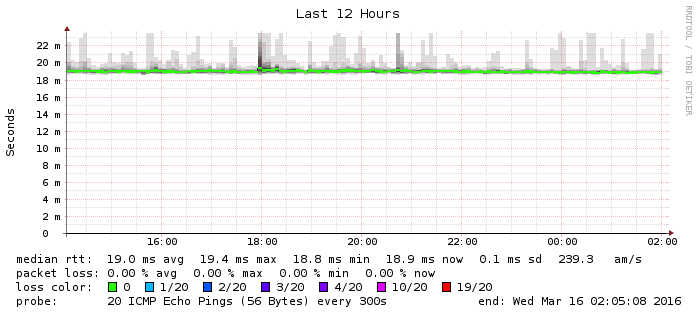 Last 12 Hours
RRDTOOL / TOBI OETIKER
Seconds
22 m
20 m
18 m
16 m
14 m
12 m
10 m
8 m
6 m
4 m
2 m
0
16:00 18:00 20:00 22:00 00:00 02:00
median rtt: 19.0 ms avg 19.4 ms max 18.8 ms min 18.9 ms now 0.1 ms sd 239.3 am/s
packet loss: 0.00 % avg 0.00 % max 0.00 % min 0.00 % now
loss color: 0 1/20 2/20 3/20 4/20 10/20 19/20
probe: 20 ICMP Echo Pings (56 Bytes) every 300s end: Wed Mar 16 02:05:08 2016